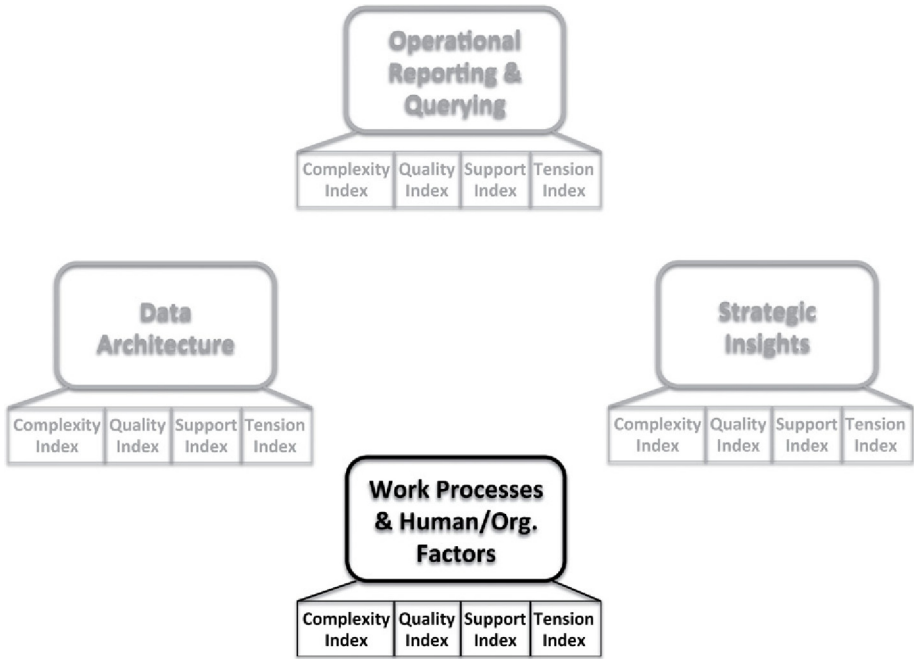 Operational
Reporting &
Querying
Complexity Index
Quality Index
Support Index
Tension Index
Data
Architecture
Complexity Index
Quality Index
Support Index
Tension Index
Strategic
Insights
Complexity Index
Quality Index
Support Index
Tension Index
Work Processes
& Human/Org.
Factors
Complexity Index
Quality Index
Support Index
Tension Index